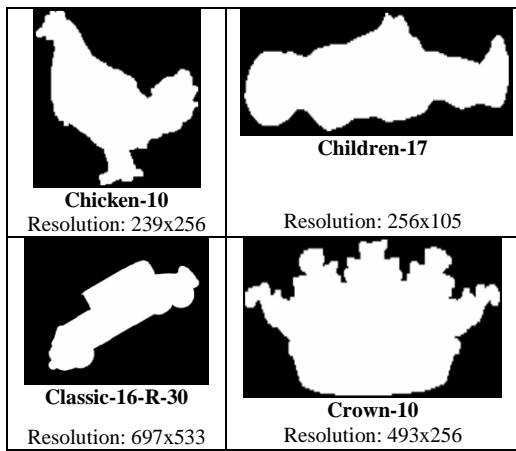 Chicken-10
Resolution: 239x256
Children-17
Resolution: 256x105
Classic-16-R-30
Resolution: 697x533
Crown-10
Resolution: 493x256